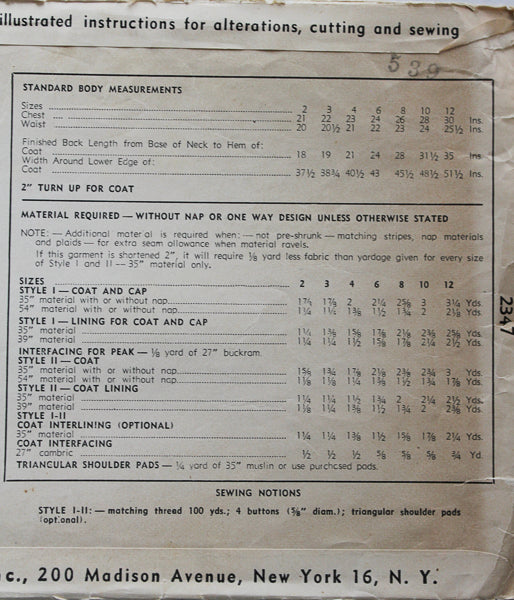 illustrated instructions for alterations, cutting and sewing
539
STANDARD BODY MEASUREMENTS
Sizes 2 3 4 6 8 10 12
Chest 21 22 23 24 26 28 30 Ins.
Waist 20 20½ 21 22 23 24 25½ Ins.
Finished Back Length from Base of Neck to Hem of:
Coat 18 19 21 24 28 31½ 35 Ins.
Width Around Lower Edge of:
Coat 37½ 38¾ 40½ 43 45½ 48½ 51½ Ins.
2" TURN UP FOR COAT
MATERIAL REQUIRED — WITHOUT NAP OR ONE WAY DESIGN UNLESS OTHERWISE STATED
NOTE: — Additional material is required when: — not pre-shrunk — matching stripes, nap materials
and plaids — for extra seam allowance when material ravels.
If this garment is shortened 2", it will require ⅛ yard less fabric than yardage given for every size
of Style I and II — 35" material only.
SIZES 2 3 4 6 8 10 12
STYLE I — COAT AND CAP
35" material with or without nap 1⅞ 2 2¼ 2⅝ 3 3¼ Yds.
54" material with or without nap 1¼ 1¼ 1⅜ 1½ 1¾ 2 2⅛ Yds.
STYLE I — LINING FOR COAT AND CAP
35" material 1¼ 1⅜ 1⅝ 1⅞ 2⅛ 2⅜ 2⅝ Yds.
39" material 1¼ 1¼ 1½ 1⅝ 1⅞ 2¼ 2½ Yds.
INTERFACING FOR PEAK — ⅛ yard of 27" buckram.
STYLE II — COAT
35" material with or without nap 1⅝ 1¾ 1⅞ 2⅛ 2⅜ 2¾ 3 Yds.
54" material with or without nap 1⅛ 1⅛ 1¼ 1⅜ 1½ 1¾ 1⅞ Yds.
STYLE II — COAT LINING
35" material 1¼ 1¼ 1½ 1¾ 2 2¼ 2½ Yds.
39" material 1⅛ 1¼ 1⅜ 1½ 1¾ 2 2⅜ Yds.
STYLE I-II
COAT INTERLINING (OPTIONAL)
35" material 1¼ 1¼ 1⅜ 1½ 1⅝ 1⅞ 2¼ Yds.
COAT INTERFACING
27" cambric ½ ½ ½ ⅝ ⅝ ⅝ ¾ Yd.
TRIANGULAR SHOULDER PADS — ¼ yard of 35" muslin or use purchased pads.
SEWING NOTIONS
STYLE I-II: — matching thread 100 yds.; 4 buttons (⅝" diam.); triangular shoulder pads
(optional).
2347
c., 200 Madison Avenue, New York 16, N. Y.